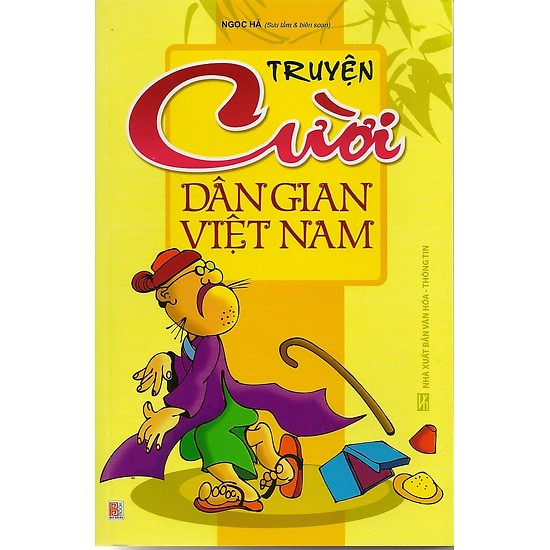 NGỌC HÀ (Sưu tầm & biên soạn)
TRUYỆN
Cười
DÂN GIAN
VIỆT NAM
NHÀ XUẤT BẢN VĂN HÓA - THÔNG TIN